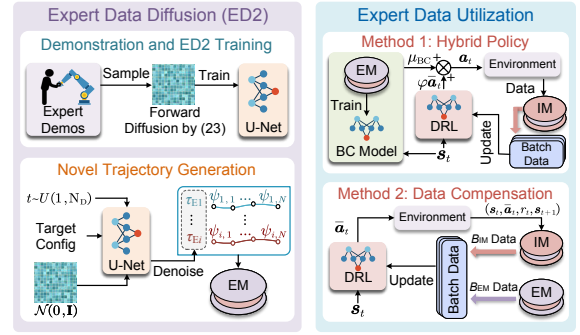 Expert Data Diffusion (ED2)
Demonstration and ED2 Training
Expert
Demos
Sample
Forward
Diffusion by (23)
Train
U-Net
Novel Trajectory Generation
t~U(1, N_D)
Target
Config
𝒩(0, I)
U-Net
Denoise
τ_E1
ψ_1,1 ... ψ_1,N
τ_Ei
ψ_i,1 ... ψ_i,N
EM
Expert Data Utilization
Method 1: Hybrid Policy
EM
Train
BC Model
μ_BC +
φā_t +
a_t
Environment
Data
IM
DRL
Update
Batch
Data
s_t
Method 2: Data Compensation
ā_t
Environment
(s_t, ā_t, r_t, s_t+1)
IM
B_IM Data
DRL
Update
Batch Data
B_EM Data
EM
s_t